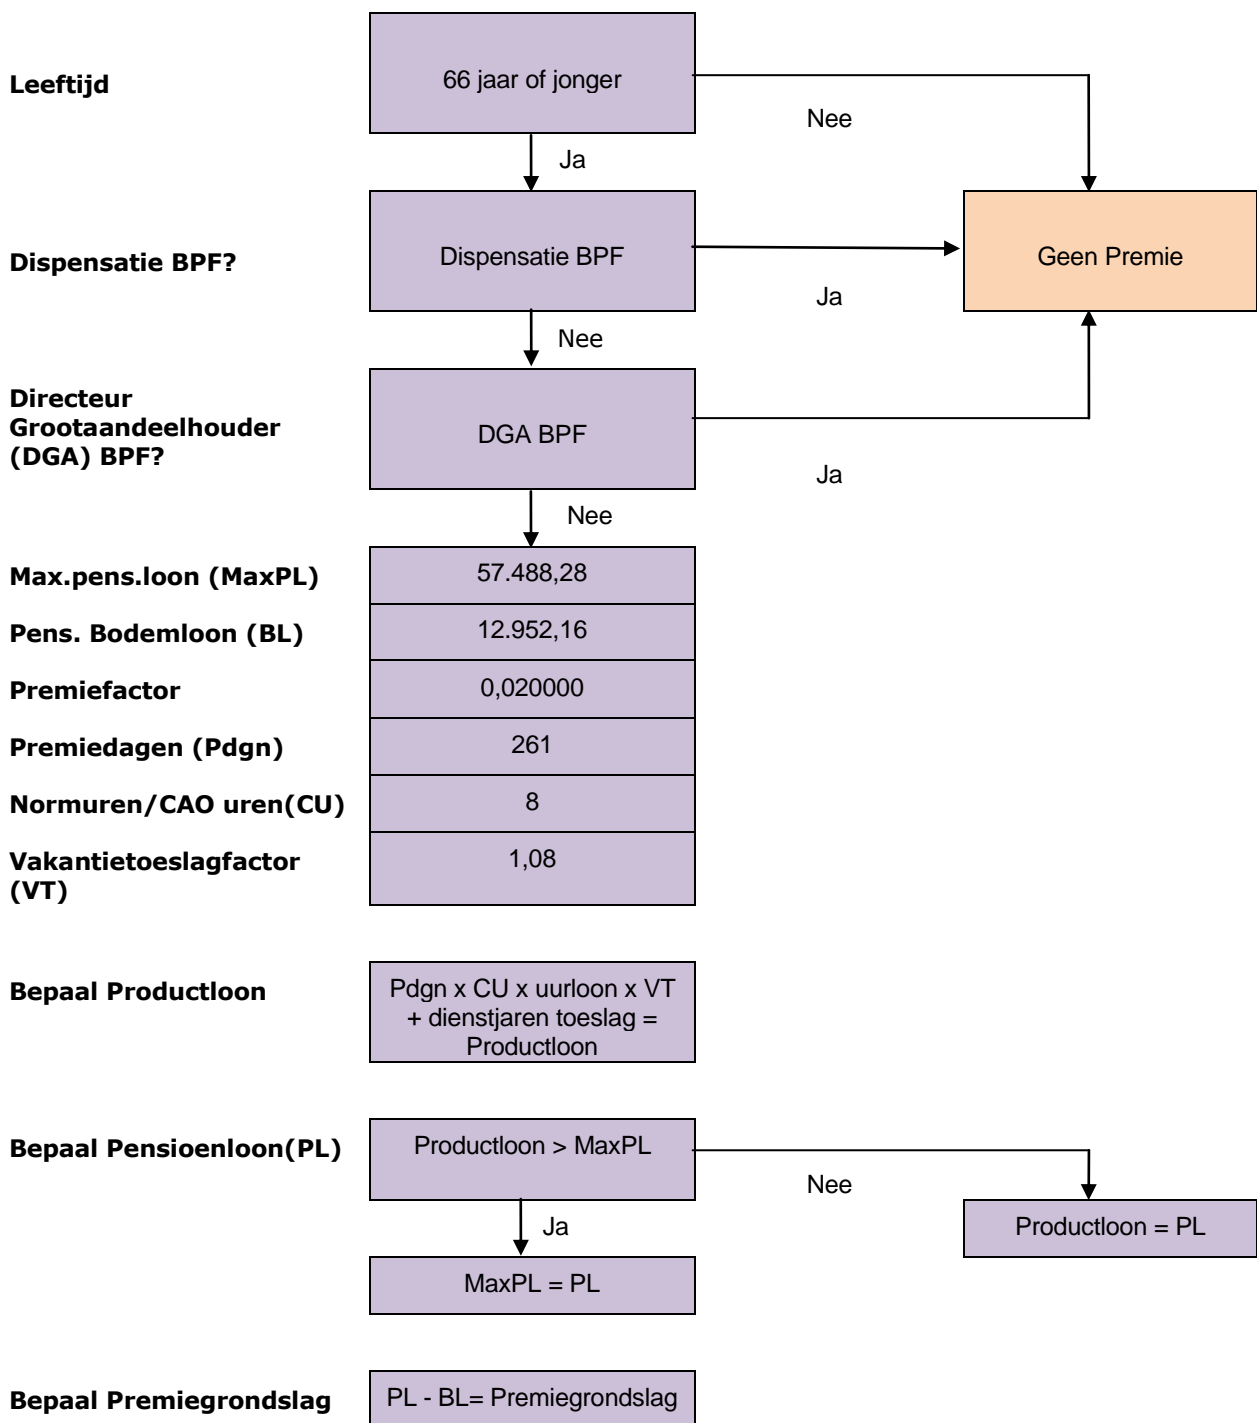 Leeftijd
66 jaar of jonger
Nee
Ja
Dispensatie BPF?
Dispensatie BPF
Geen Premie
Ja
Nee
Directeur
Grootaandeelhouder
(DGA) BPF?
DGA BPF
Ja
Nee
Max.pens.loon (MaxPL)
57.488,28
Pens. Bodemloon (BL)
12.952,16
Premiefactor
0,020000
Premiedagen (Pdgn)
261
Normuren/CAO uren(CU)
8
Vakantietoeslagfactor
(VT)
1,08
Bepaal Productloon
Pdgn x CU x uurloon x VT
+ dienstjaren toeslag =
Productloon
Bepaal Pensioenloon(PL)
Productloon > MaxPL
Nee
Productloon = PL
Ja
MaxPL = PL
Bepaal Premiegrondslag
PL - BL= Premiegrondslag